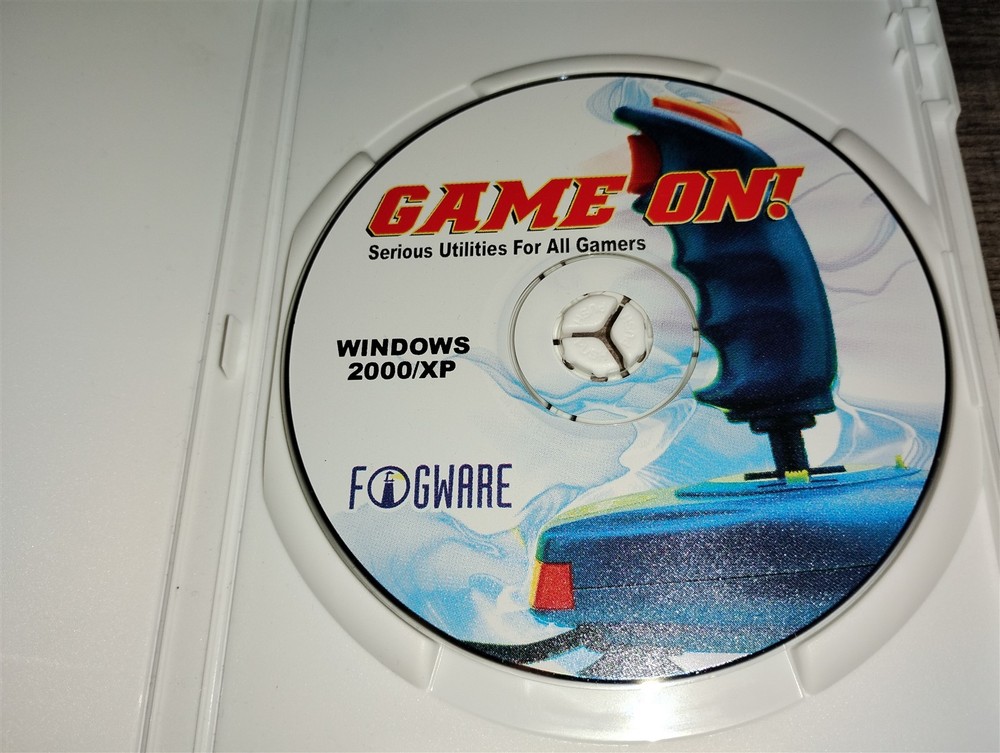 GAME ON!
Serious Utilities For All Gamers
WINDOWS
2000/XP
FOGWARE